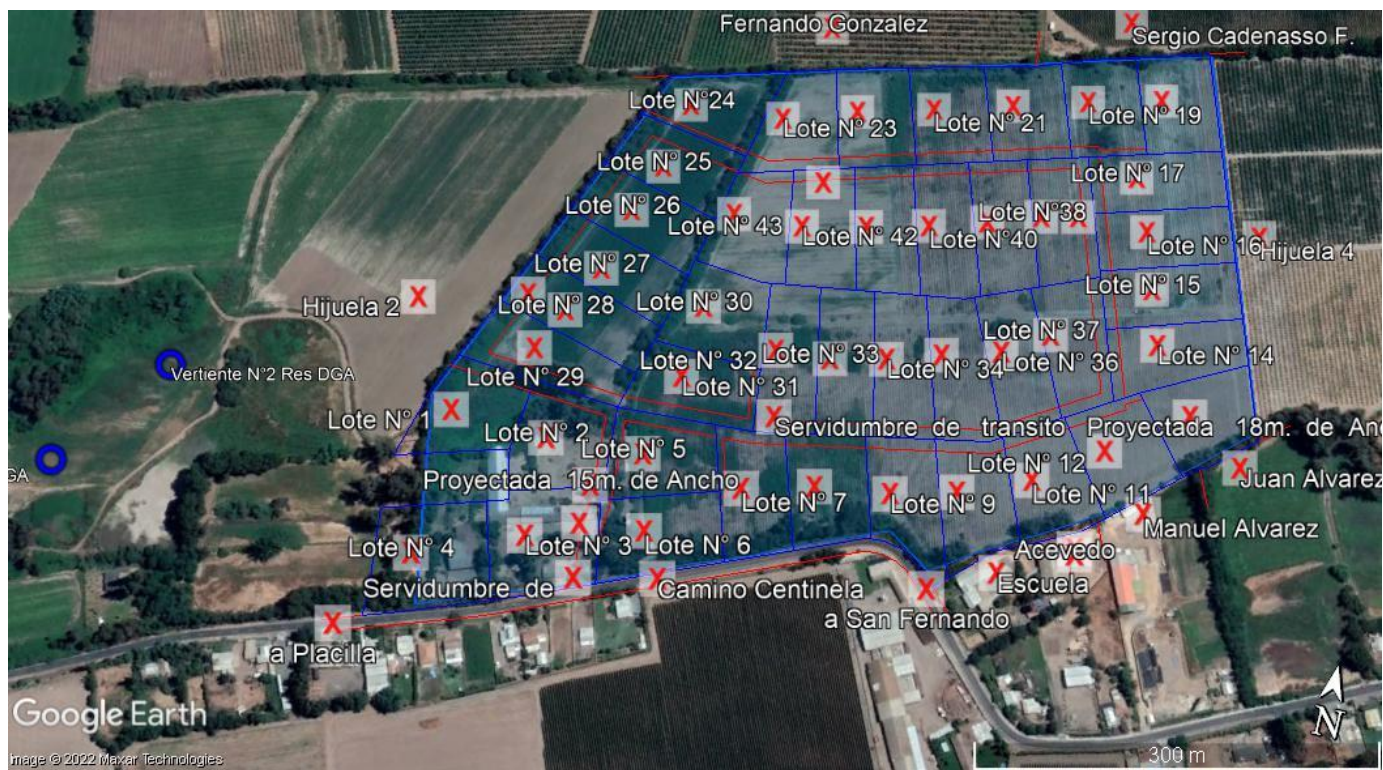 Fernando Gonzalez
Sergio Cadenasso F.
Lote N°24
Lote N° 23
Lote N° 21
Lote N° 19
Lote N° 25
Lote N° 17
Lote N° 26
Lote N° 43
Lote N° 42
Lote N°40
Lote N°38
Lote N° 16
Hijuela 4
Lote N° 27
Hijuela 2
Lote N° 28
Lote N° 30
Lote N° 15
Lote N° 29
Lote N° 32
Lote N° 33
Lote N° 37
Lote N° 14
Lote N° 31
Lote N° 34
Lote N° 36
Vertiente N°2 Res DGA
Lote N° 1
Lote N° 2
Servidumbre de transito Proyectada 18m. de Anc
Lote N° 5
GA
Proyectada 15m. de Ancho
Lote N° 12
Lote N° 7
Lote N° 9
Lote N° 11
Juan Alvarez
Manuel Alvarez
Lote N° 4
Lote N° 3
Lote N° 6
Acevedo
Servidumbre de
Camino Centinela
Escuela
a San Fernando
a Placilla
Google Earth
N
Image © 2022 Maxar Technologies
300 m